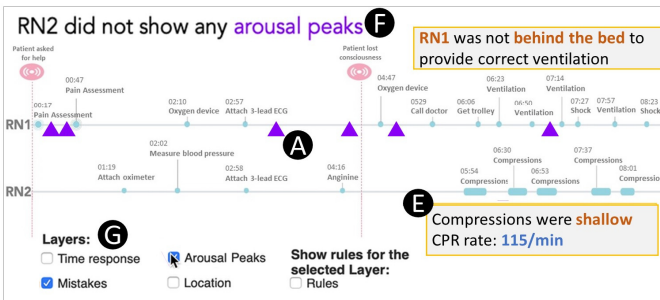 RN2 did not show any arousal peaks
F
RN1 was not behind the bed to
provide correct ventilation
Patient asked
for help
Patient lost
consciousness
00:47
Pain Assessment
00:17
Pain Assessment
02:10
Oxygen device
02:57
Attach 3-lead ECG
04:47
Oxygen device
0529
Call doctor
06:06
Get trolley
06:23
Ventilation
06:50
Ventilation
07:14
Ventilation
07:27
Shock
07:57
Ventilation
08:23
Shock
RN1
A
01:19
Attach oximeter
02:02
Measure blood pressure
02:58
Attach 3-lead ECG
04:16
Anginine
05:54
Compressions
06:30
Compressions
06:53
Compressions
07:37
Compressions
08:01
Compressio
RN2
E
Compressions were shallow
CPR rate: 115/min
G
Layers:
Time response
Arousal Peaks
Mistakes
Location
Show rules for the
selected Layer:
Rules